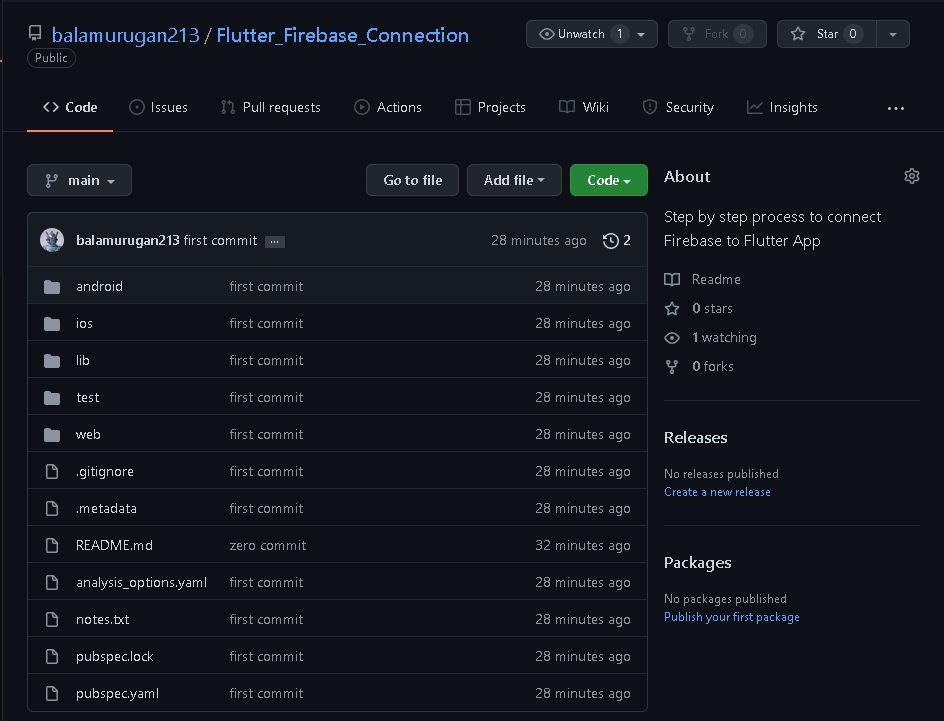 balamurugan213 / Flutter_Firebase_Connection
Unwatch 1
Fork 0
Star 0
Public
Code
Issues
Pull requests
Actions
Projects
Wiki
Security
Insights
main
Go to file
Add file
Code
balamurugan213 first commit ... 28 minutes ago 2
android first commit 28 minutes ago
ios first commit 28 minutes ago
lib first commit 28 minutes ago
test first commit 28 minutes ago
web first commit 28 minutes ago
.gitignore first commit 28 minutes ago
.metadata first commit 28 minutes ago
README.md zero commit 32 minutes ago
analysis_options.yaml first commit 28 minutes ago
notes.txt first commit 28 minutes ago
pubspec.lock first commit 28 minutes ago
pubspec.yaml first commit 28 minutes ago
About
Step by step process to connect
Firebase to Flutter App
Readme
0 stars
1 watching
0 forks
Releases
No releases published
Create a new release
Packages
No packages published
Publish your first package